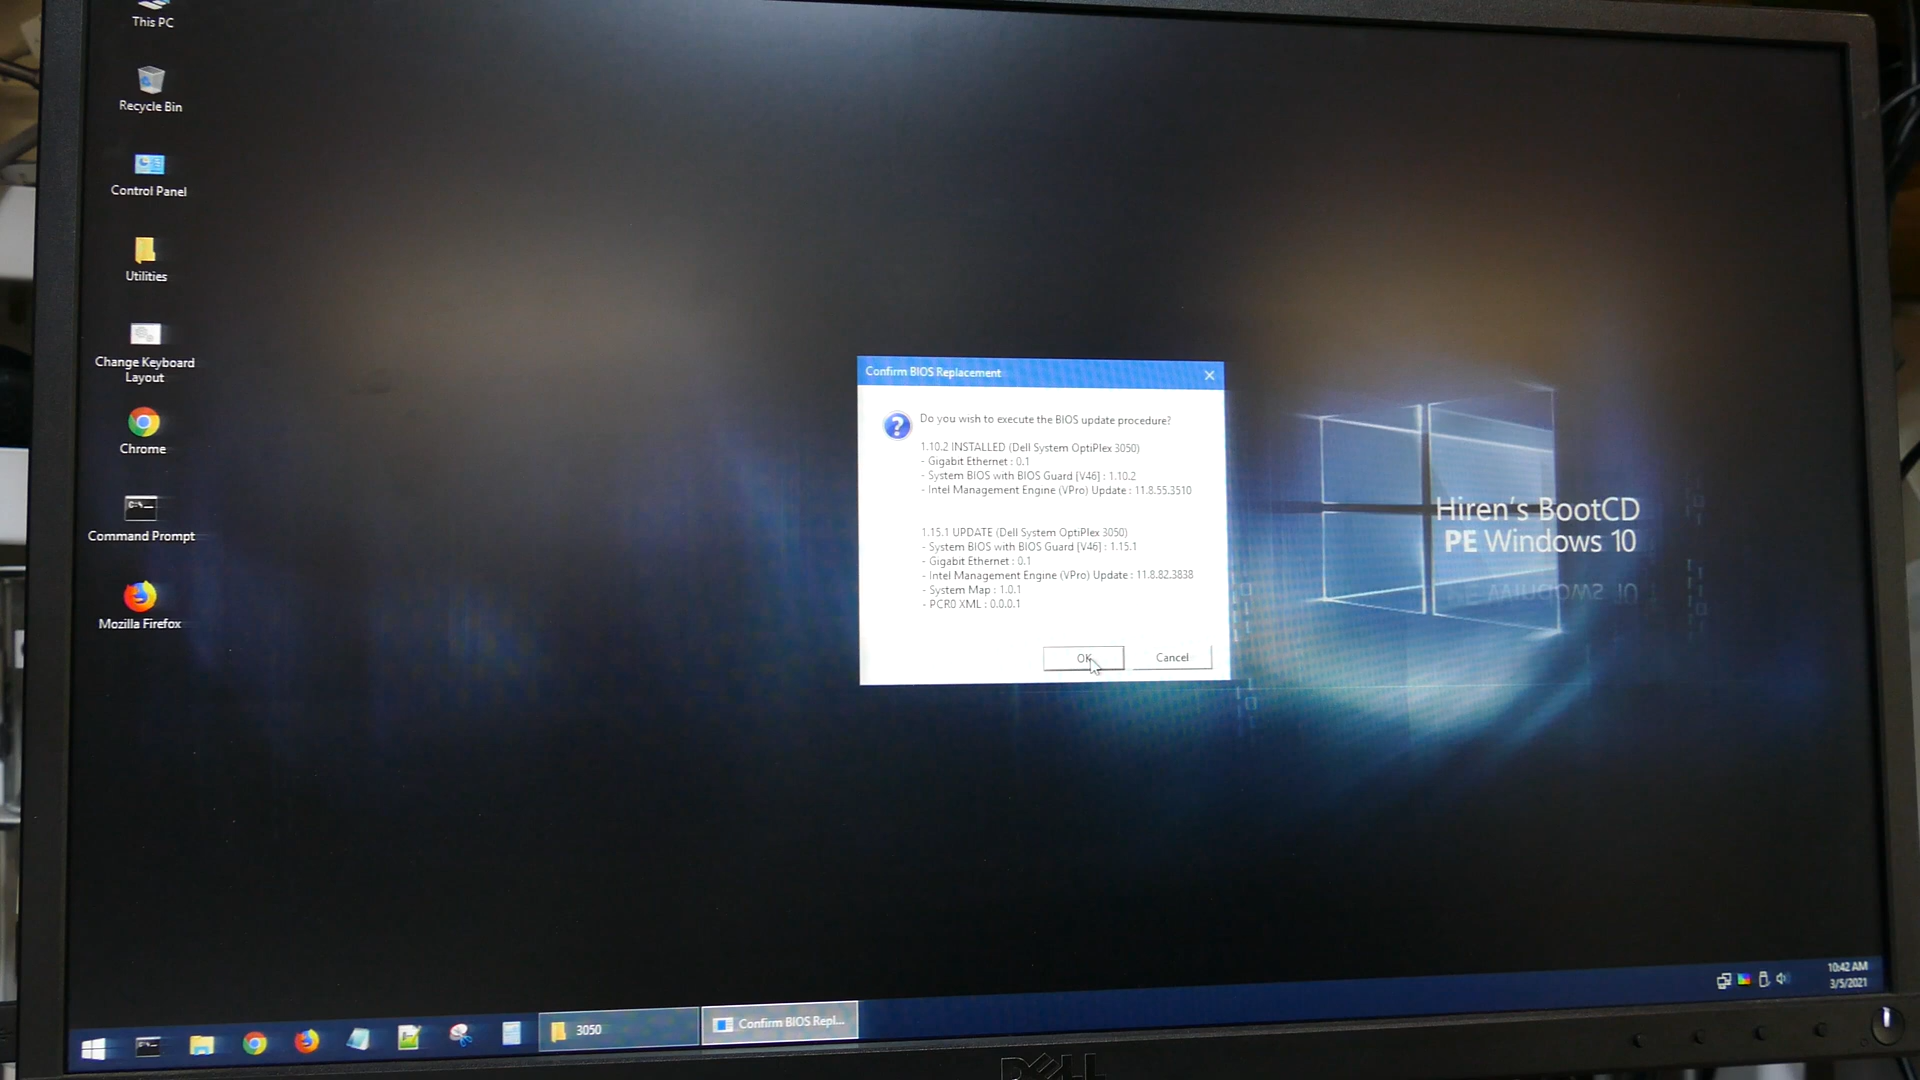 This PC
Recycle Bin
Control Panel
Utilities
Change Keyboard
Layout
Chrome
Command Prompt
Mozilla Firefox
Confirm BIOS Replacement
Do you wish to execute the BIOS update procedure?
1.10.2 INSTALLED (Dell System OptiPlex 3050)
- Gigabit Ethernet : 0.1
- System BIOS with BIOS Guard [V46] : 1.10.2
- Intel Management Engine (VPro) Update : 11.8.55.3510
1.15.1 UPDATE (Dell System OptiPlex 3050)
- System BIOS with BIOS Guard [V46] : 1.15.1
- Gigabit Ethernet : 0.1
- Intel Management Engine (VPro) Update : 11.8.82.3838
- System Map : 1.0.1
- PCR0 XML : 0.0.0.1
OK
Cancel
Hiren's BootCD
PE Windows 10
3050
Confirm BIOS Repl...
10:42 AM
3/5/2021
DELL